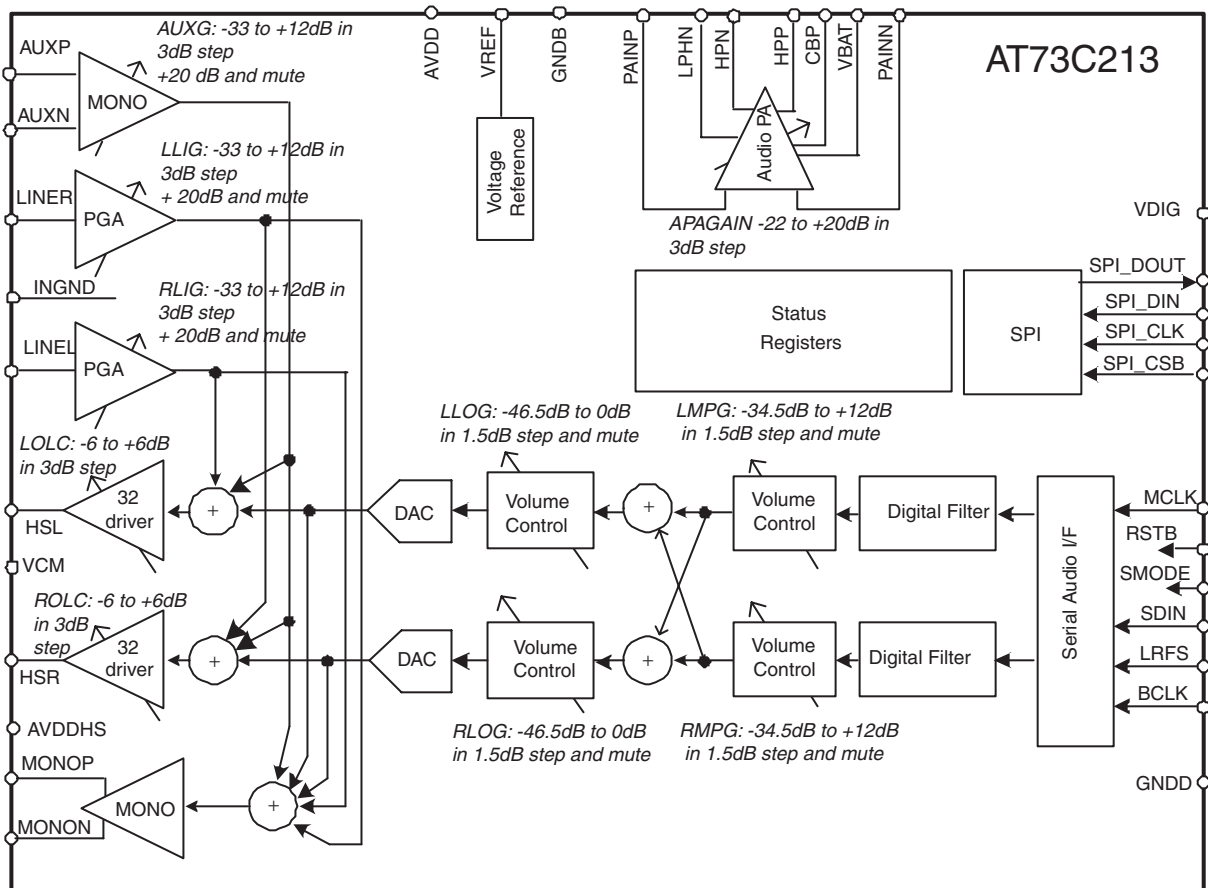 AT73C213
AUXP
AUXN
MONO
AUXG: -33 to +12dB in
3dB step
+20 dB and mute
LINER
PGA
LLIG: -33 to +12dB in
3dB step
+ 20dB and mute
INGND
LINEL
PGA
RLIG: -33 to +12dB in
3dB step
+ 20dB and mute
AVDD
VREF
GNDB
Voltage
Reference
PAINP
LPHN
HPN
HPP
CBP
VBAT
PAINN
Audio PA
APAGAIN -22 to +20dB in
3dB step
VDIG
Status
Registers
SPI
SPI_DOUT
SPI_DIN
SPI_CLK
SPI_CSB
LOLC: -6 to +6dB
in 3dB step
32
driver
HSL
VCM
+
DAC
LLOG: -46.5dB to 0dB
in 1.5dB step and mute
Volume
Control
+
LMPG: -34.5dB to +12dB
in 1.5dB step and mute
Volume
Control
Digital Filter
Serial Audio I/F
MCLK
RSTB
SMODE
SDIN
LRFS
BCLK
GNDD
ROLC: -6 to +6dB
in 3dB
step
32
driver
HSR
+
DAC
Volume
Control
RLOG: -46.5dB to 0dB
in 1.5dB step and mute
+
Volume
Control
RMPG: -34.5dB to +12dB
in 1.5dB step and mute
Digital Filter
AVDDHS
MONOP
MONON
MONO
+